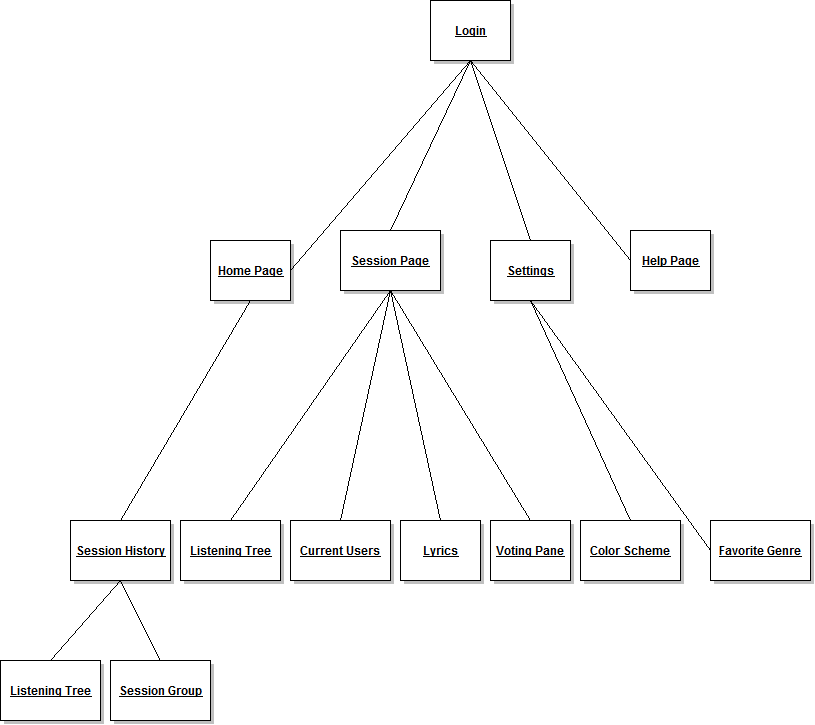 Login
Home Page
Session Page
Settings
Help Page
Session History
Listening Tree
Current Users
Lyrics
Voting Pane
Color Scheme
Favorite Genre
Listening Tree
Session Group